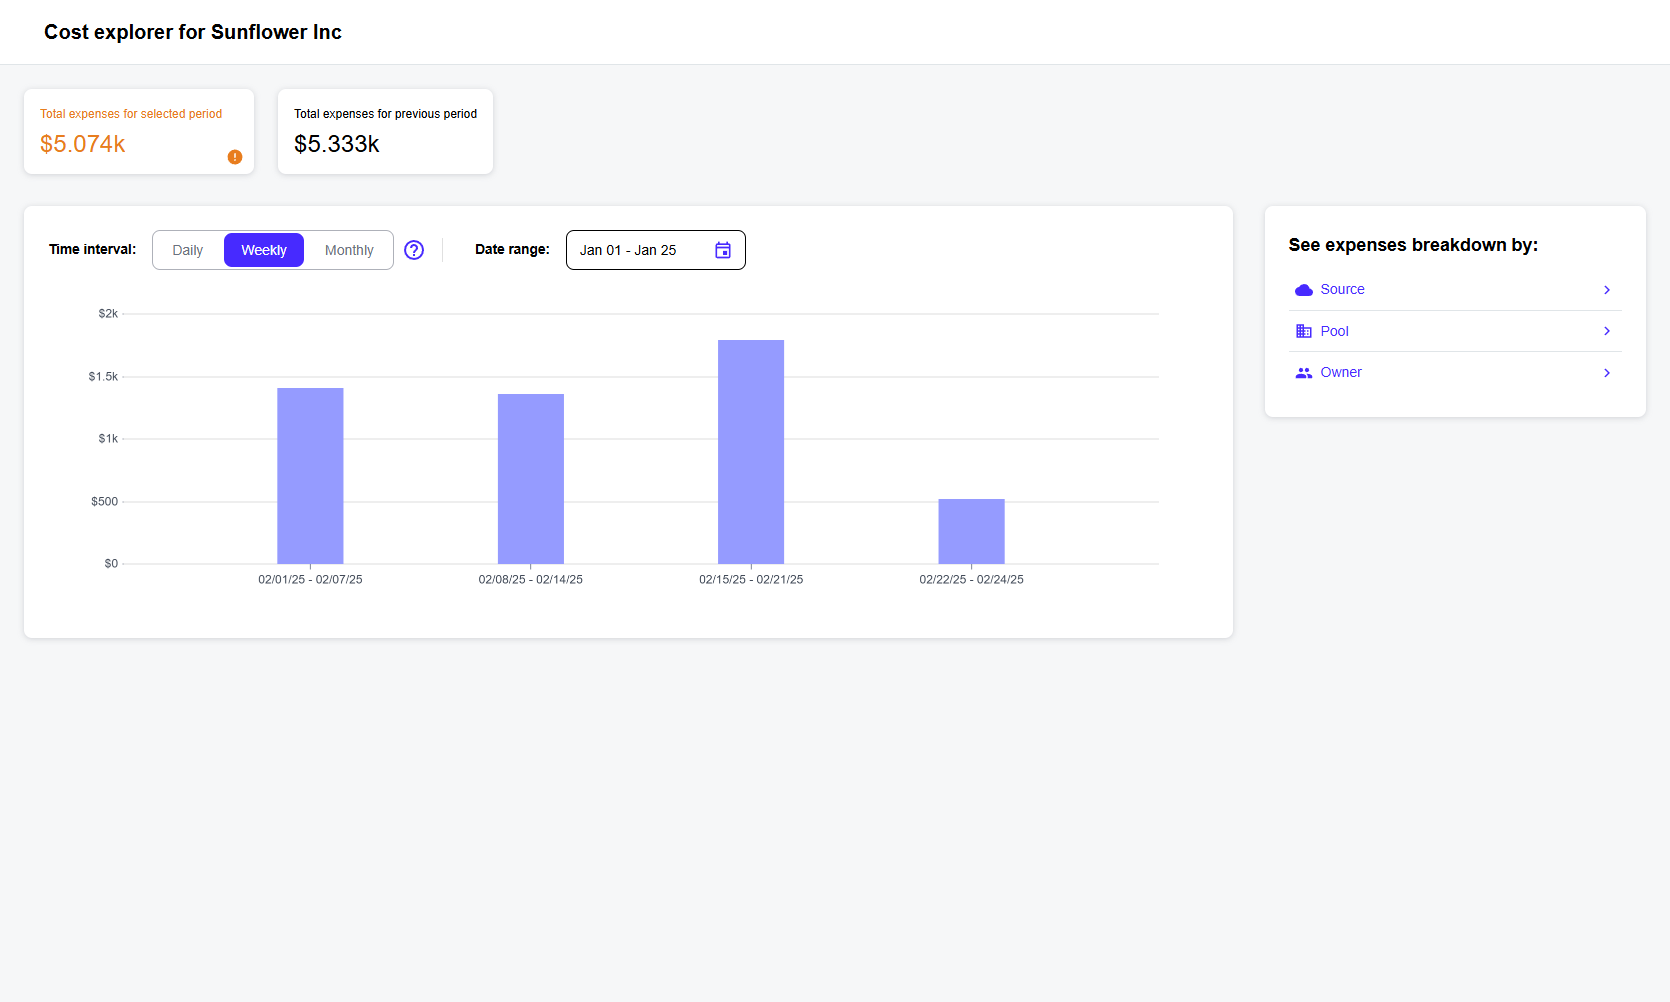 Cost explorer for Sunflower Inc
Total expenses for selected period
$5.074k
Total expenses for previous period
$5.333k
Time interval:
Daily
Weekly
Monthly
Date range:
Jan 01 - Jan 25
$2k
$1.5k
$1k
$500
$0
02/01/25 - 02/07/25
02/08/25 - 02/14/25
02/15/25 - 02/21/25
02/22/25 - 02/24/25
See expenses breakdown by:
Source
Pool
Owner